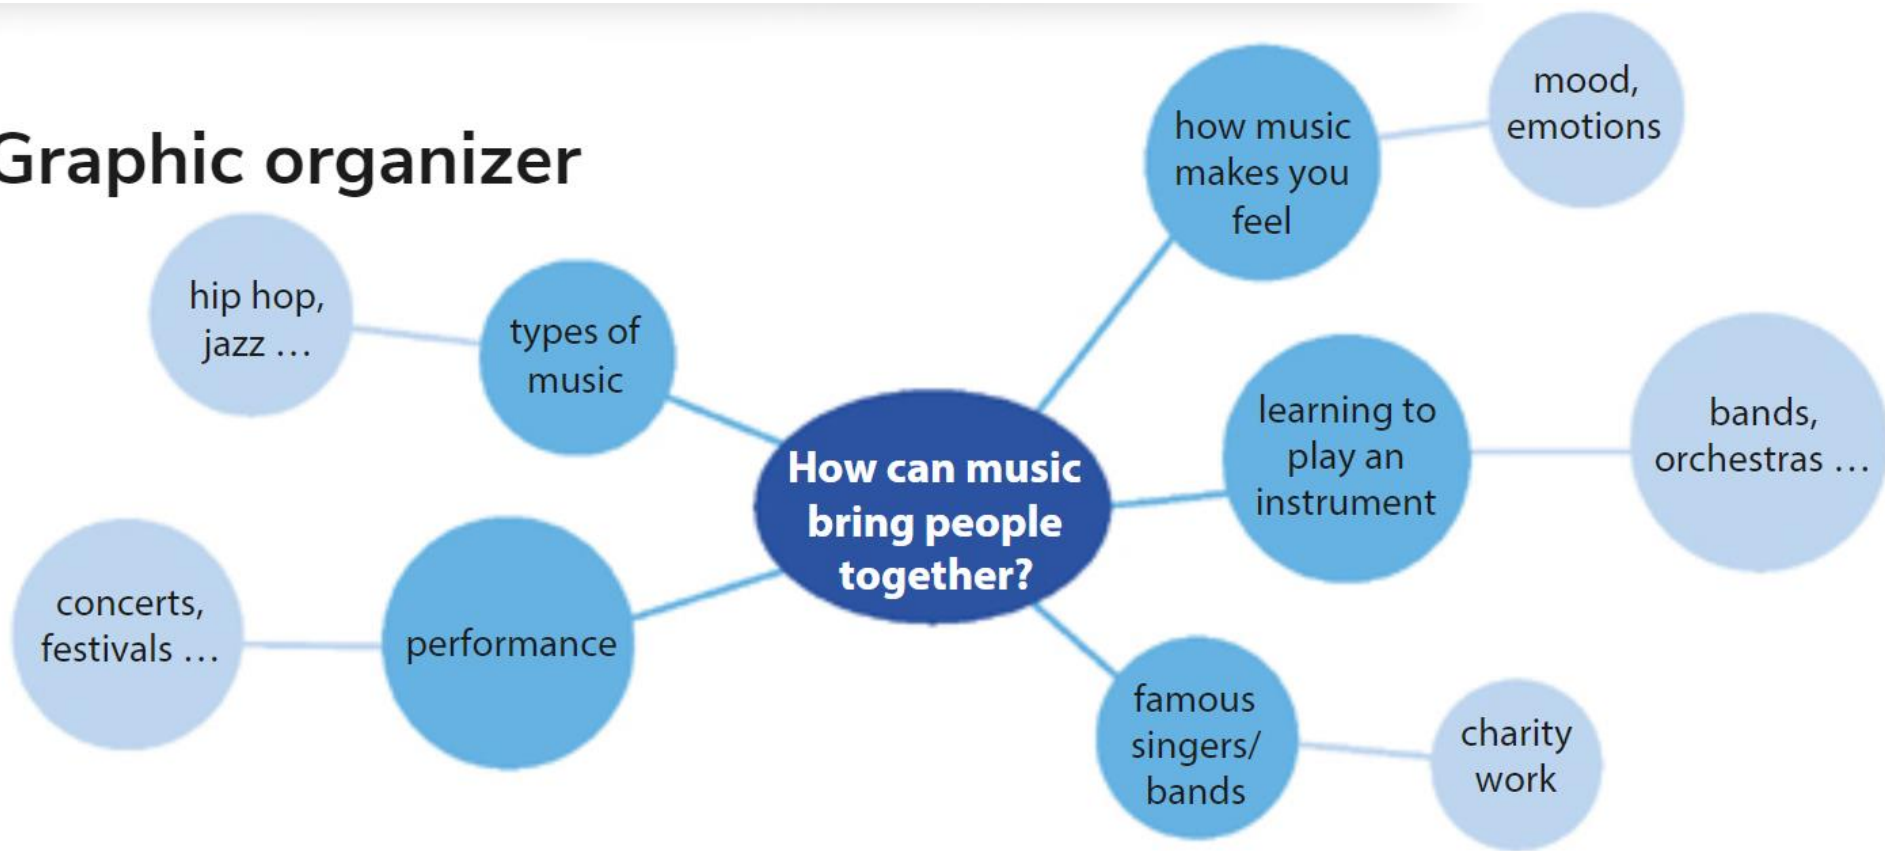 Graphic organizer
hip hop,
jazz …
types of
music
concerts,
festivals …
performance
How can music
bring people
together?
how music
makes you
feel
mood,
emotions
learning to
play an
instrument
bands,
orchestras …
famous
singers/
bands
charity
work